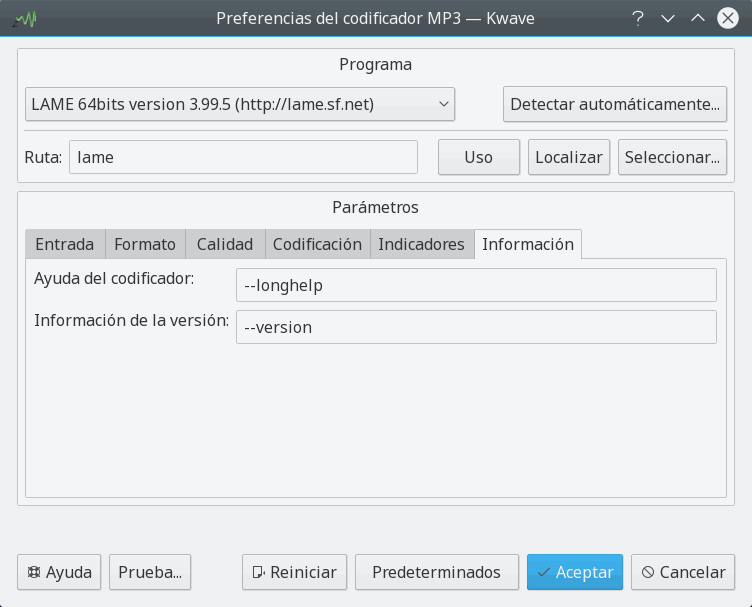 Preferencias del codificador MP3 — Kwave
Programa
LAME 64bits version 3.99.5 (http://lame.sf.net)
Detectar automáticamente...
Ruta:
lame
Uso
Localizar
Seleccionar...
Parámetros
Entrada
Formato
Calidad
Codificación
Indicadores
Información
Ayuda del codificador:
--longhelp
Información de la versión:
--version
Ayuda
Prueba...
Reiniciar
Predeterminados
Aceptar
Cancelar